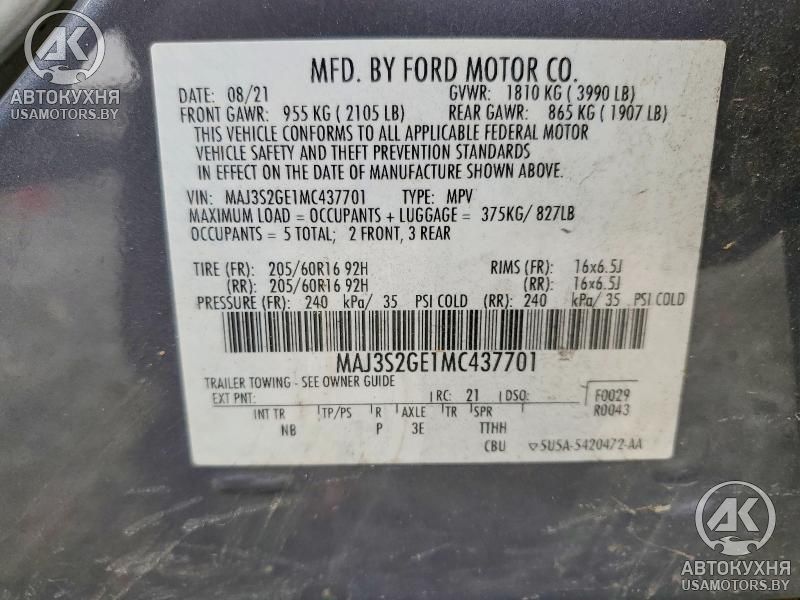 AK
АВТОКУХНЯ
USAMOTORS.BY
MFD. BY FORD MOTOR CO.
DATE: 08/21 GVWR: 1810 KG ( 3990 LB)
FRONT GAWR: 955 KG ( 2105 LB) REAR GAWR: 865 KG ( 1907 LB)
THIS VEHICLE CONFORMS TO ALL APPLICABLE FEDERAL MOTOR
VEHICLE SAFETY AND THEFT PREVENTION STANDARDS
IN EFFECT ON THE DATE OF MANUFACTURE SHOWN ABOVE.
VIN: MAJ3S2GE1MC437701 TYPE: MPV
MAXIMUM LOAD = OCCUPANTS + LUGGAGE = 375KG/ 827LB
OCCUPANTS = 5 TOTAL; 2 FRONT, 3 REAR
TIRE (FR): 205/60R16 92H RIMS (FR): 16x6.5J
(RR): 205/60R16 92H (RR): 16x6.5J
PRESSURE (FR): 240 kPa/ 35 PSI COLD (RR): 240 kPa/ 35 PSI COLD
MAJ3S2GE1MC437701
TRAILER TOWING - SEE OWNER GUIDE
EXT PNT: RC: 21 DSO: F0029
R0043
INT TR TP/PS R AXLE TR SPR
NB P 3E TTHH
CBU SU5A-5420472-AA
AK
АВТОКУХНЯ
USAMOTORS.BY